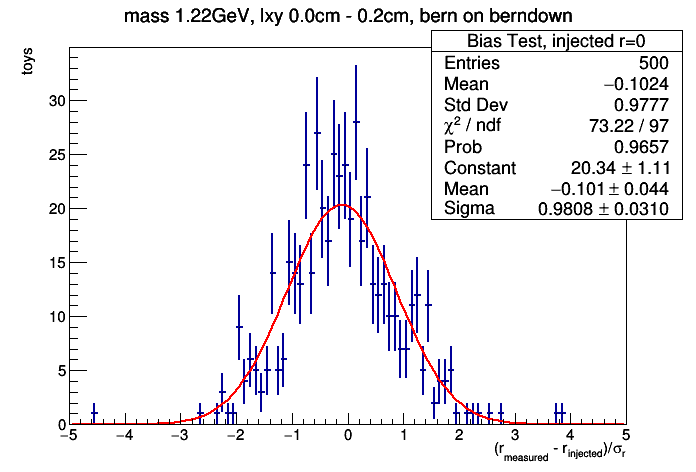 mass 1.22GeV, lxy 0.0cm - 0.2cm, bern on berndown
toys
Bias Test, injected r=0
Entries 500
Mean −0.1024
Std Dev 0.9777
χ² / ndf 73.22 / 97
Prob 0.9657
Constant 20.34 ± 1.11
Mean −0.101 ± 0.044
Sigma 0.9808 ± 0.0310
30
25
20
15
10
5
0
−5 −4 −3 −2 −1 0 1 2 3 4 5
(r_measured - r_injected)/σ_r